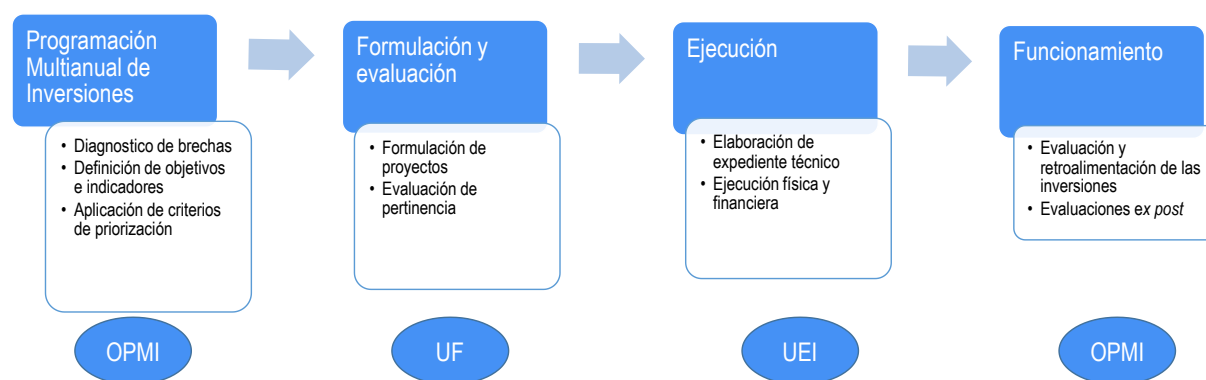 Programación
Multianual de
Inversiones
• Diagnostico de brechas
• Definición de objetivos
e indicadores
• Aplicación de criterios
de priorización
OPMI
Formulación y
evaluación
• Formulación de
proyectos
• Evaluación de
pertinencia
UF
Ejecución
• Elaboración de
expediente técnico
• Ejecución física y
financiera
UEI
Funcionamiento
• Evaluación y
retroalimentación de las
inversiones
• Evaluaciones ex post
OPMI